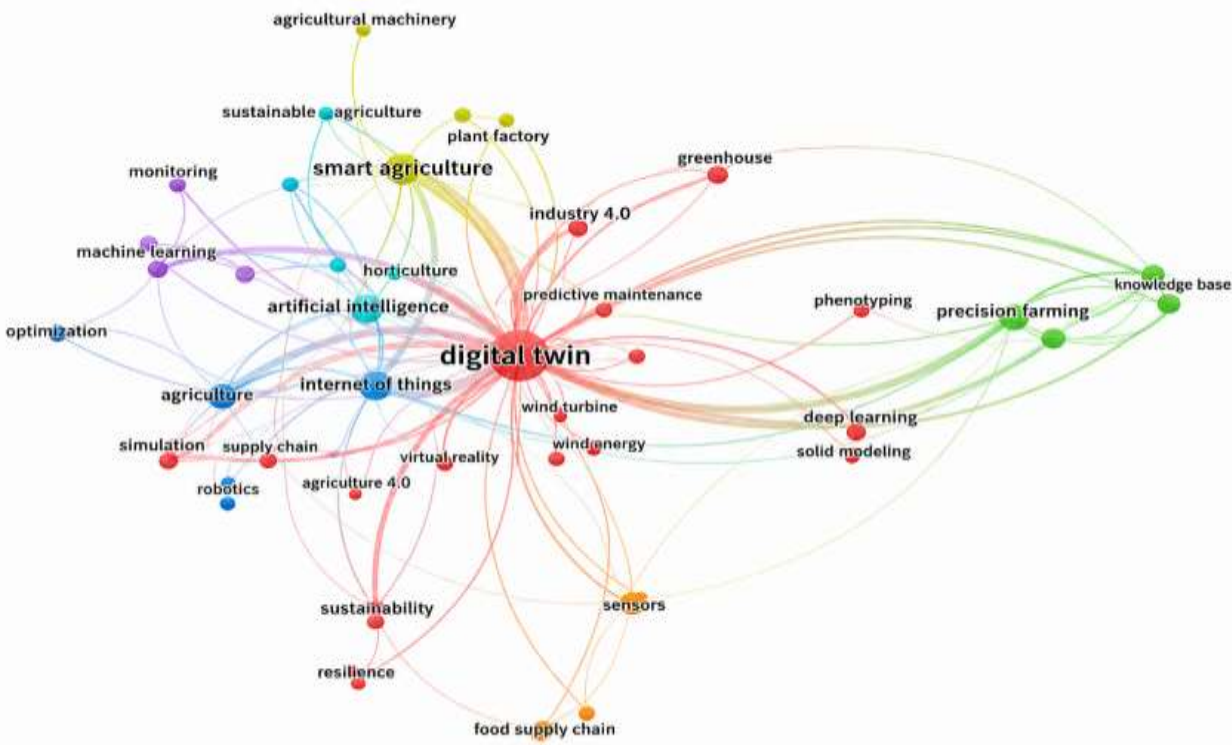 agricultural machinery
sustainable agriculture
plant factory
smart agriculture
greenhouse
monitoring
industry 4.0
machine learning
horticulture
knowledge base
predictive maintenance
phenotyping
artificial intelligence
precision farming
optimization
digital twin
internet of things
agriculture
wind turbine
deep learning
simulation
supply chain
wind energy
virtual reality
solid modeling
agriculture 4.0
robotics
sustainability
sensors
resilience
food supply chain